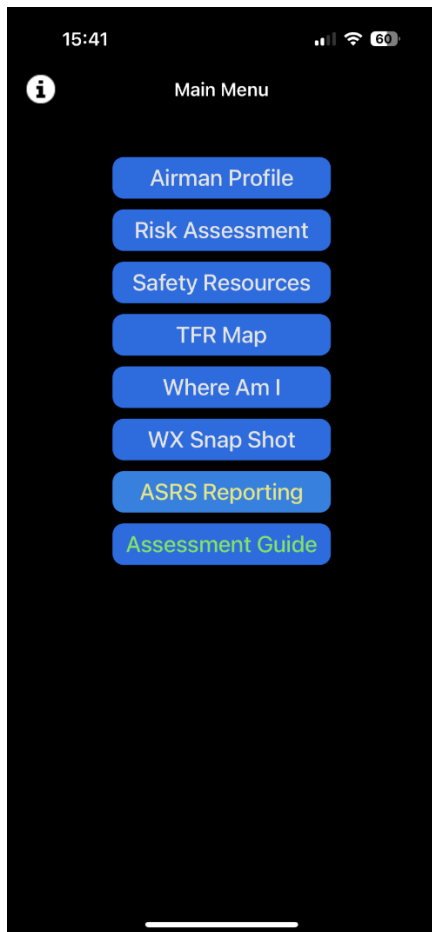 15:41
60
Main Menu
Airman Profile
Risk Assessment
Safety Resources
TFR Map
Where Am I
WX Snap Shot
ASRS Reporting
Assessment Guide